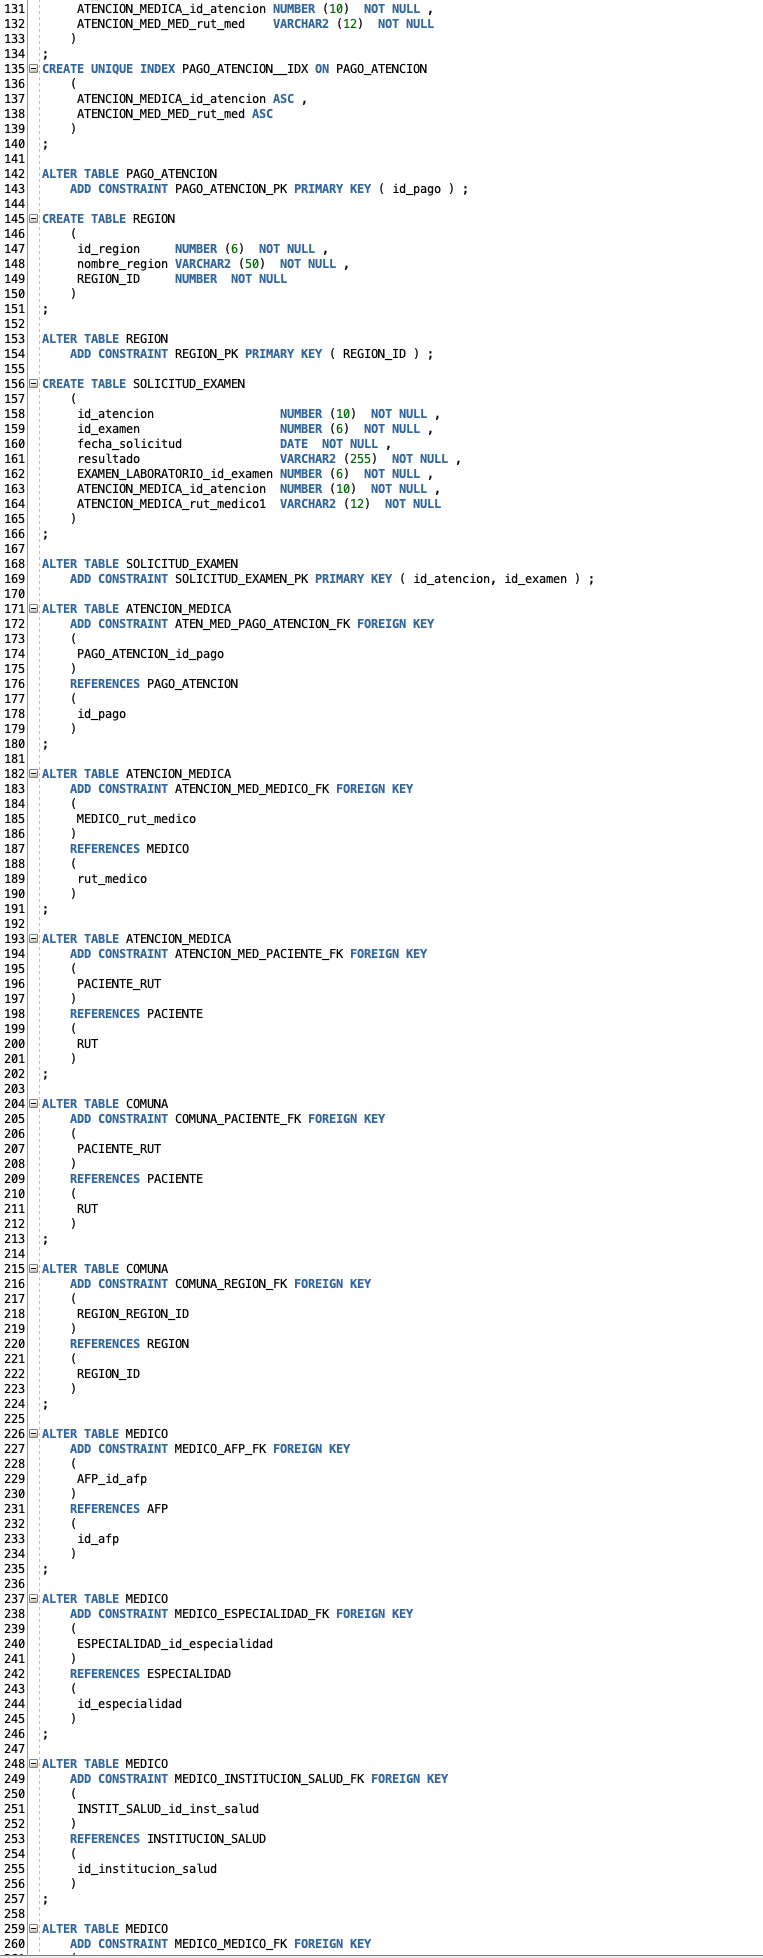 131 ATENCION_MEDICA_id_atencion NUMBER (10) NOT NULL ,
132 ATENCION_MED_MED_rut_med VARCHAR2 (12) NOT NULL
133 )
134 ;
135 CREATE UNIQUE INDEX PAGO_ATENCION__IDX ON PAGO_ATENCION
136 (
137 ATENCION_MEDICA_id_atencion ASC ,
138 ATENCION_MED_MED_rut_med ASC
139 )
140 ;
141
142 ALTER TABLE PAGO_ATENCION
143 ADD CONSTRAINT PAGO_ATENCION_PK PRIMARY KEY ( id_pago ) ;
144
145 CREATE TABLE REGION
146 (
147 id_region NUMBER (6) NOT NULL ,
148 nombre_region VARCHAR2 (50) NOT NULL ,
149 REGION_ID NUMBER NOT NULL
150 )
151 ;
152
153 ALTER TABLE REGION
154 ADD CONSTRAINT REGION_PK PRIMARY KEY ( REGION_ID ) ;
155
156 CREATE TABLE SOLICITUD_EXAMEN
157 (
158 id_atencion NUMBER (10) NOT NULL ,
159 id_examen NUMBER (6) NOT NULL ,
160 fecha_solicitud DATE NOT NULL ,
161 resultado VARCHAR2 (255) NOT NULL ,
162 EXAMEN_LABORATORIO_id_examen NUMBER (6) NOT NULL ,
163 ATENCION_MEDICA_id_atencion NUMBER (10) NOT NULL ,
164 ATENCION_MEDICA_rut_medico1 VARCHAR2 (12) NOT NULL
165 )
166 ;
167
168 ALTER TABLE SOLICITUD_EXAMEN
169 ADD CONSTRAINT SOLICITUD_EXAMEN_PK PRIMARY KEY ( id_atencion, id_examen ) ;
170
171 ALTER TABLE ATENCION_MEDICA
172 ADD CONSTRAINT ATEN_MED_PAGO_ATENCION_FK FOREIGN KEY
173 (
174 PAGO_ATENCION_id_pago
175 )
176 REFERENCES PAGO_ATENCION
177 (
178 id_pago
179 )
180 ;
181
182 ALTER TABLE ATENCION_MEDICA
183 ADD CONSTRAINT ATENCION_MED_MEDICO_FK FOREIGN KEY
184 (
185 MEDICO_rut_medico
186 )
187 REFERENCES MEDICO
188 (
189 rut_medico
190 )
191 ;
192
193 ALTER TABLE ATENCION_MEDICA
194 ADD CONSTRAINT ATENCION_MED_PACIENTE_FK FOREIGN KEY
195 (
196 PACIENTE_RUT
197 )
198 REFERENCES PACIENTE
199 (
200 RUT
201 )
202 ;
203
204 ALTER TABLE COMUNA
205 ADD CONSTRAINT COMUNA_PACIENTE_FK FOREIGN KEY
206 (
207 PACIENTE_RUT
208 )
209 REFERENCES PACIENTE
210 (
211 RUT
212 )
213 ;
214
215 ALTER TABLE COMUNA
216 ADD CONSTRAINT COMUNA_REGION_FK FOREIGN KEY
217 (
218 REGION_REGION_ID
219 )
220 REFERENCES REGION
221 (
222 REGION_ID
223 )
224 ;
225
226 ALTER TABLE MEDICO
227 ADD CONSTRAINT MEDICO_AFP_FK FOREIGN KEY
228 (
229 AFP_id_afp
230 )
231 REFERENCES AFP
232 (
233 id_afp
234 )
235 ;
236
237 ALTER TABLE MEDICO
238 ADD CONSTRAINT MEDICO_ESPECIALIDAD_FK FOREIGN KEY
239 (
240 ESPECIALIDAD_id_especialidad
241 )
242 REFERENCES ESPECIALIDAD
243 (
244 id_especialidad
245 )
246 ;
247
248 ALTER TABLE MEDICO
249 ADD CONSTRAINT MEDICO_INSTITUCION_SALUD_FK FOREIGN KEY
250 (
251 INSTIT_SALUD_id_inst_salud
252 )
253 REFERENCES INSTITUCION_SALUD
254 (
255 id_institucion_salud
256 )
257 ;
258
259 ALTER TABLE MEDICO
260 ADD CONSTRAINT MEDICO_MEDICO_FK FOREIGN KEY